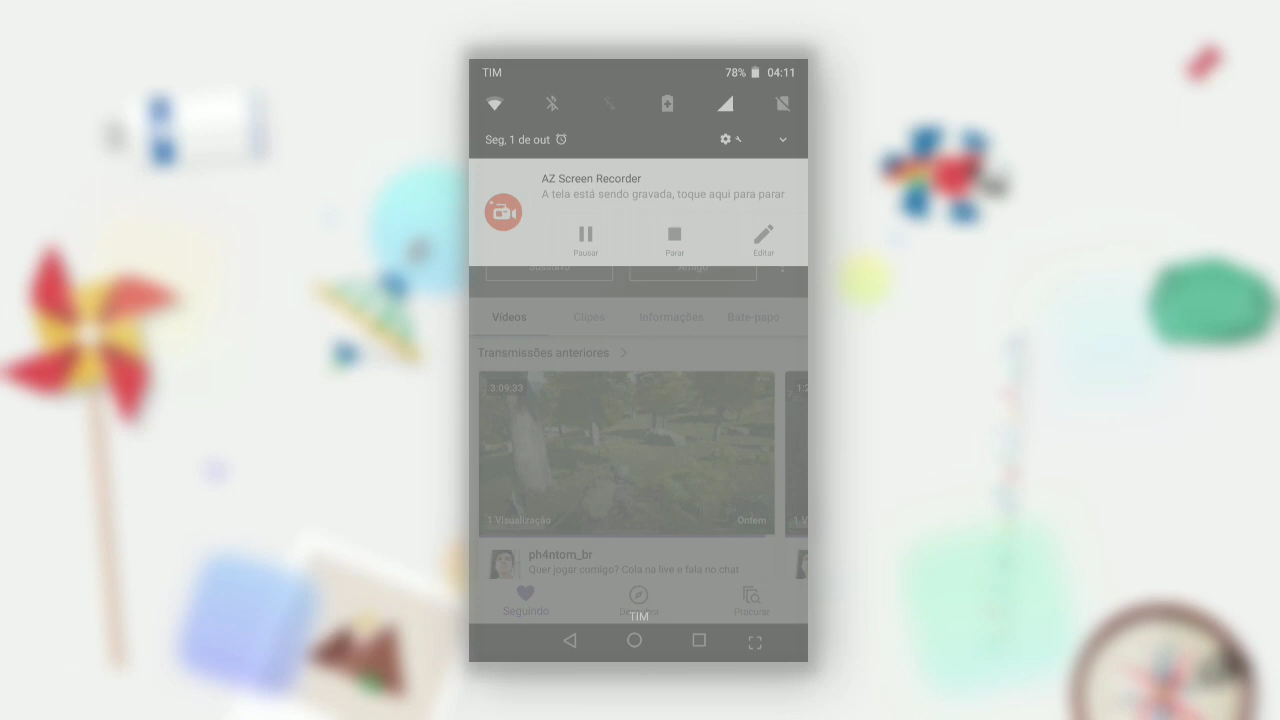 TIM 78% 04:11
Seg, 1 de out
AZ Screen Recorder
A tela está sendo gravada, toque aqui para parar
Pausar Parar Editar
Amigo
Vídeos Clipes Informações Bate-papo
Transmissões anteriores
3:09:33
1 Visualização Ontem
ph4ntom_br
Quer jogar comigo? Cola na live e fala no chat
Seguindo Descubra Procurar
TIM